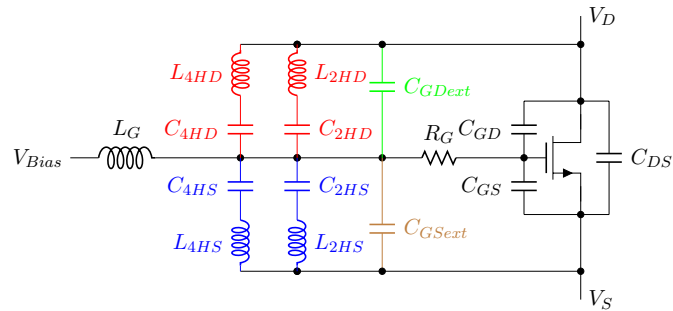 V_D
L_{4HD} L_{2HD}
C_{GDext}
C_{4HD} C_{2HD} R_G C_{GD}
L_G
V_{Bias} C_{DS}
C_{4HS} C_{2HS} C_{GS}
C_{GSext}
L_{4HS} L_{2HS}
V_S